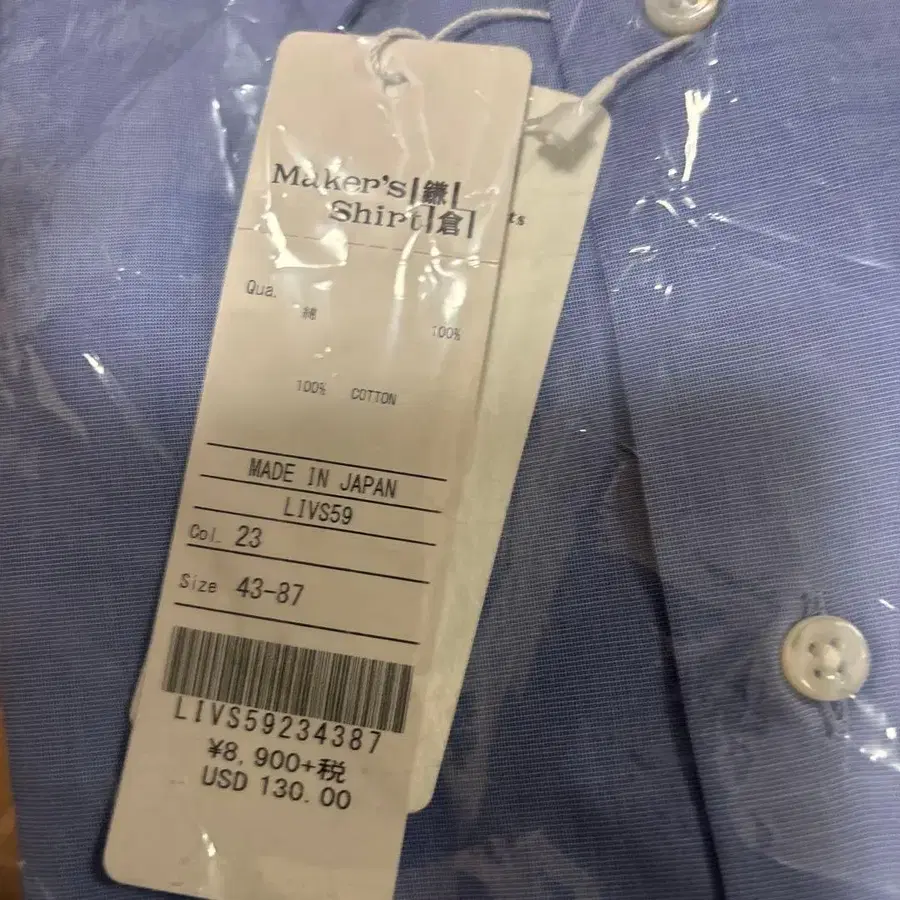 Maker's 鎌
Shirt 倉
ts
Qua.
綿 100%
100% COTTON
MADE IN JAPAN
LIVS59
Col. 23
Size 43-87
LIVS59234387
¥8,900+税
USD 130.00